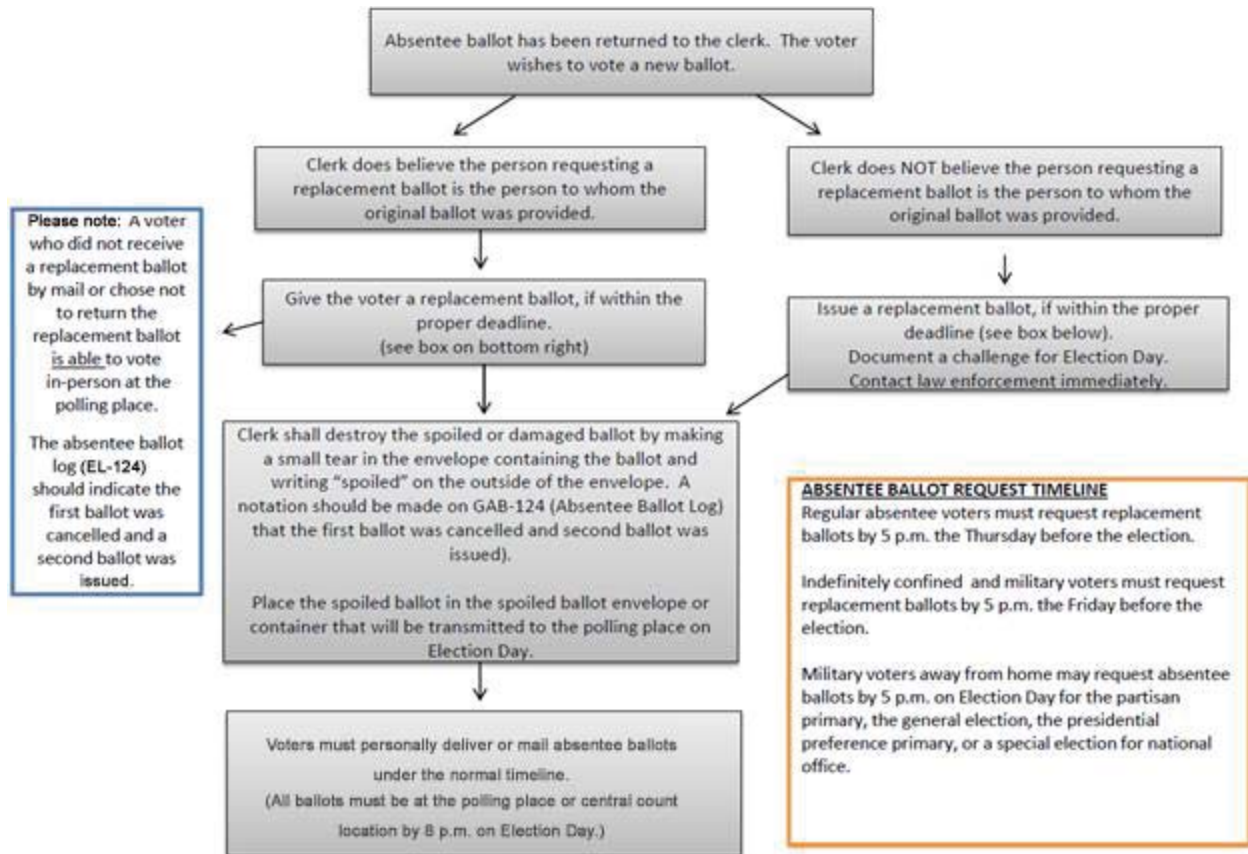 Absentee ballot has been returned to the clerk.  The voter
wishes to vote a new ballot.
Clerk does believe the person requesting a
replacement ballot is the person to whom the
original ballot was provided.
Clerk does NOT believe the person requesting a
replacement ballot is the person to whom the
original ballot was provided.
Please note:  A voter
who did not receive
a replacement ballot
by mail or chose not
to return the
replacement ballot
is able to vote
in-person at the
polling place.
The absentee ballot
log (EL-124)
should indicate the
first ballot was
cancelled and a
second ballot was
issued.
Give the voter a replacement ballot, if within the
proper deadline.
(see box on bottom right)
Issue a replacement ballot, if within the proper
deadline (see box below).
Document a challenge for Election Day.
Contact law enforcement immediately.
Clerk shall destroy the spoiled or damaged ballot by making
a small tear in the envelope containing the ballot and
writing “spoiled” on the outside of the envelope.  A
notation should be made on GAB-124 (Absentee Ballot Log)
that the first ballot was cancelled and second ballot was
issued).
Place the spoiled ballot in the spoiled ballot envelope or
container that will be transmitted to the polling place on
Election Day.
ABSENTEE BALLOT REQUEST TIMELINE
Regular absentee voters must request replacement
ballots by 5 p.m. the Thursday before the election.
Indefinitely confined  and military voters must request
replacement ballots by 5 p.m. the Friday before the
election.
Military voters away from home may request absentee
ballots by 5 p.m. on Election Day for the partisan
primary, the general election, the presidential
preference primary, or a special election for national
office.
Voters must personally deliver or mail absentee ballots
under the normal timeline.
(All ballots must be at the polling place or central count
location by 8 p.m. on Election Day.)